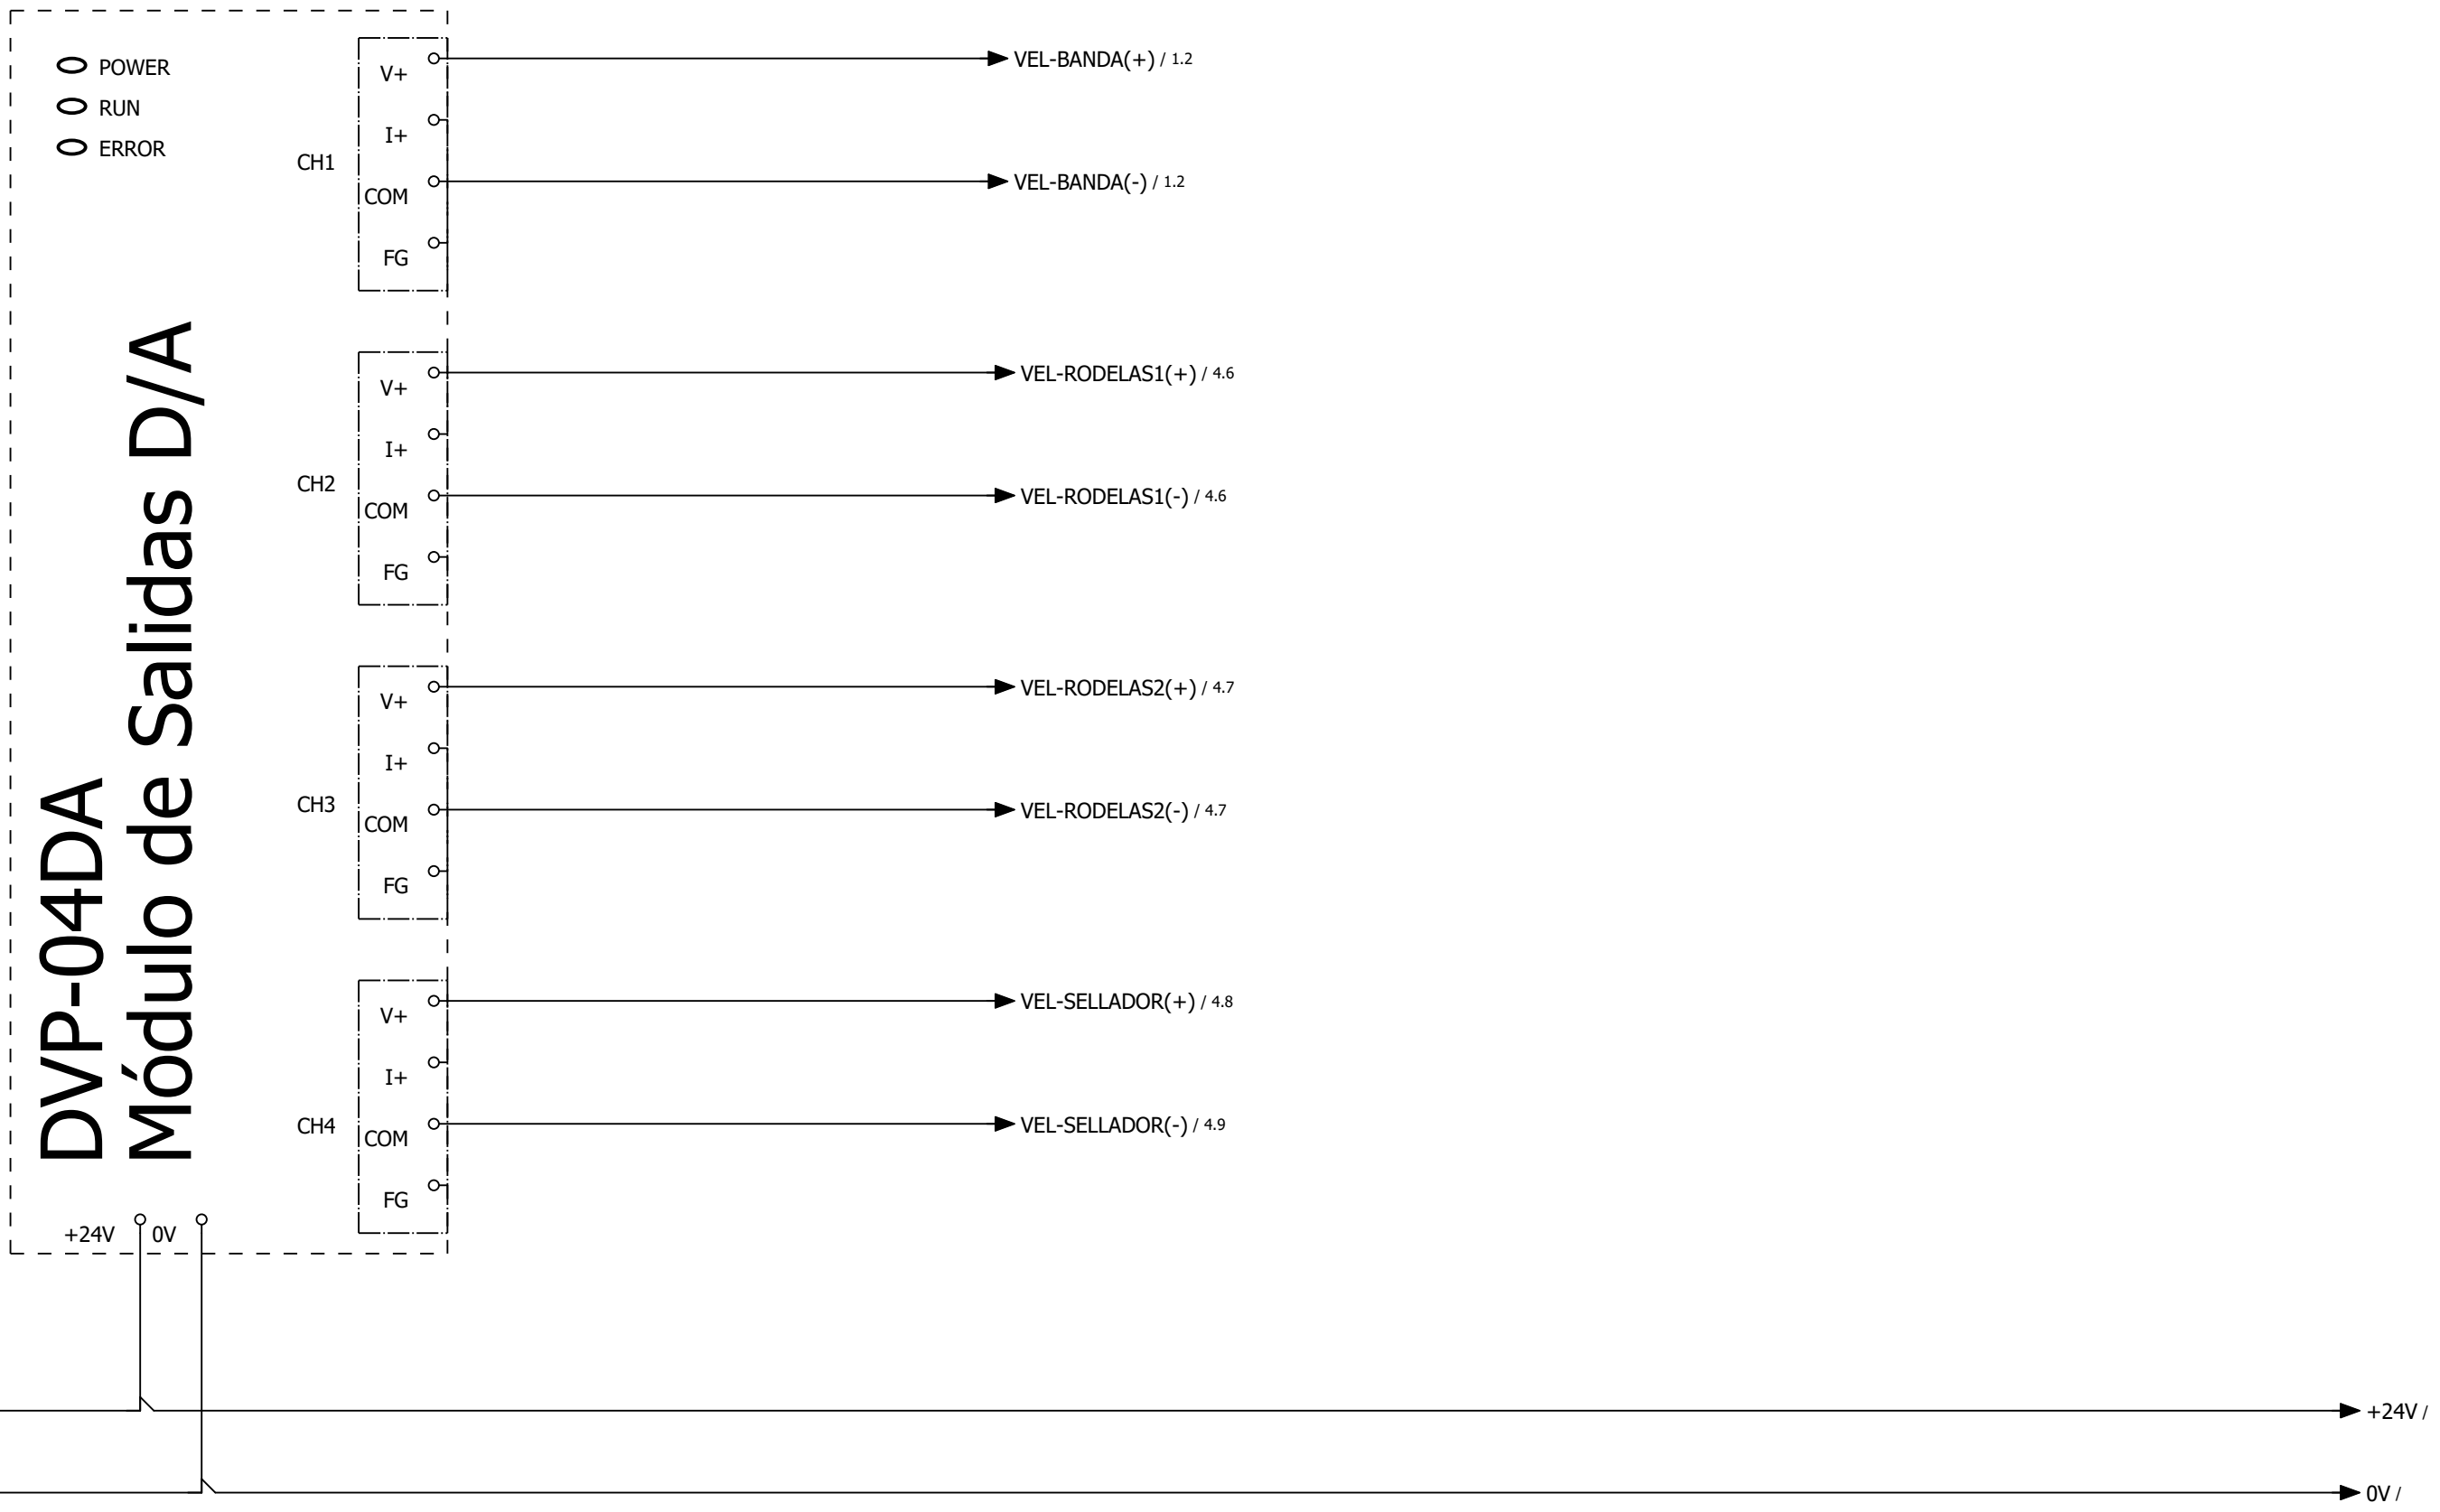 POWER
RUN
ERROR
DVP-04DA
Módulo de Salidas D/A
CH1
V+
I+
COM
FG
VEL-BANDA(+) / 1.2
VEL-BANDA(-) / 1.2
CH2
V+
I+
COM
FG
VEL-RODELAS1(+) / 4.6
VEL-RODELAS1(-) / 4.6
CH3
V+
I+
COM
FG
VEL-RODELAS2(+) / 4.7
VEL-RODELAS2(-) / 4.7
CH4
V+
I+
COM
FG
VEL-SELLADOR(+) / 4.8
VEL-SELLADOR(-) / 4.9
+24V 0V
+24V /
0V /